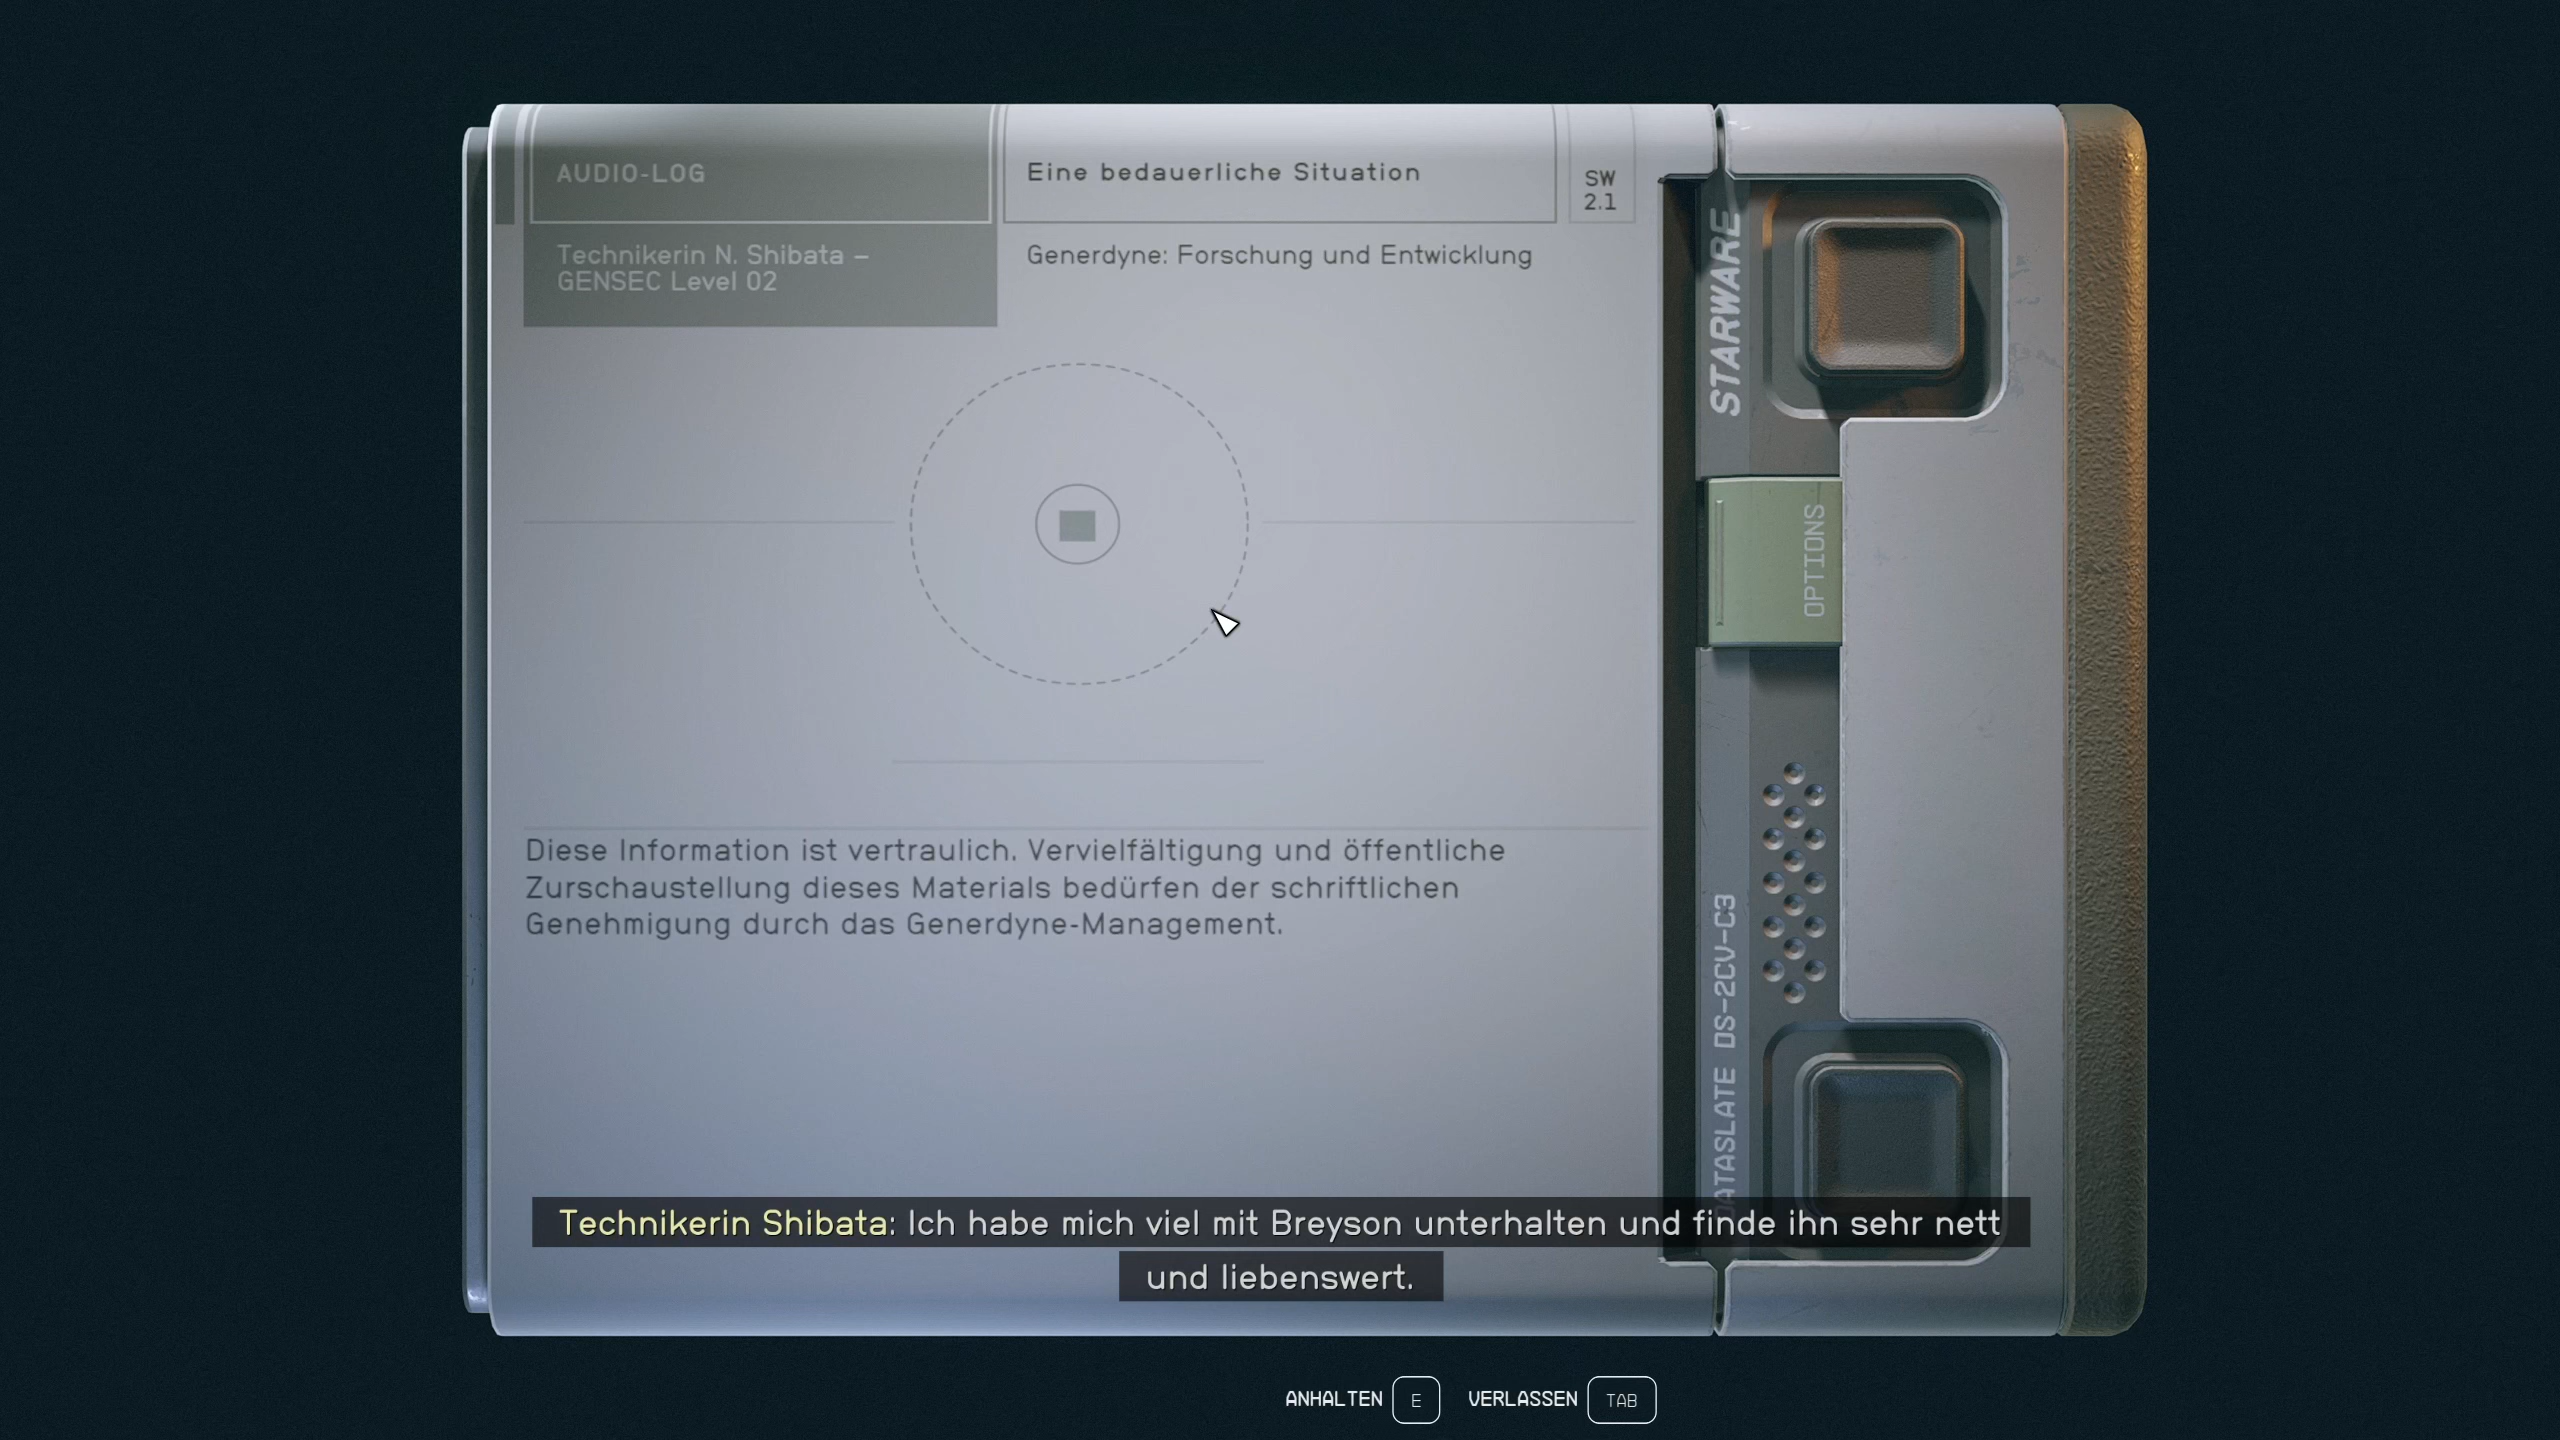 AUDIO-LOG
Eine bedauerliche Situation
SW
2.1
Technikerin N. Shibata –
GENSEC Level 02
Generdyne: Forschung und Entwicklung
STARWARE
OPTIONS
Diese Information ist vertraulich. Vervielfältigung und öffentliche
Zurschaustellung dieses Materials bedürfen der schriftlichen
Genehmigung durch das Generdyne-Management.
DATASLATE DS-2CV-C3
Technikerin Shibata: Ich habe mich viel mit Breyson unterhalten und finde ihn sehr nett
und liebenswert.
ANHALTEN E VERLASSEN TAB